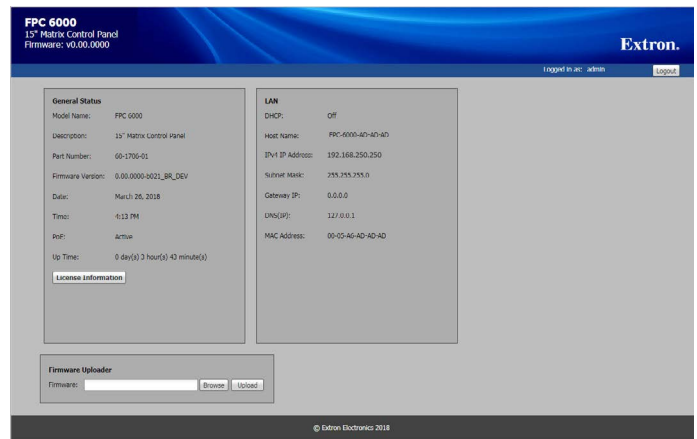 FPC 6000
15" Matrix Control Panel
Firmware: v0.00.0000
Extron.
Logged in as: admin
Logout
General Status
Model Name: FPC 6000
Description: 15" Matrix Control Panel
Part Number: 60-1706-01
Firmware Version: 0.00.0000-b021_BR_DEV
Date: March 26, 2018
Time: 4:13 PM
PoE: Active
Up Time: 0 day(s) 3 hour(s) 43 minute(s)
License Information
LAN
DHCP: Off
Host Name: FPC-6000-AD-AD-AD
IPv4 IP Address: 192.168.250.250
Subnet Mask: 255.255.255.0
Gateway IP: 0.0.0.0
DNS(IP): 127.0.0.1
MAC Address: 00-05-A6-AD-AD-AD
Firmware Uploader
Firmware: Browse Upload
© Extron Electronics 2018